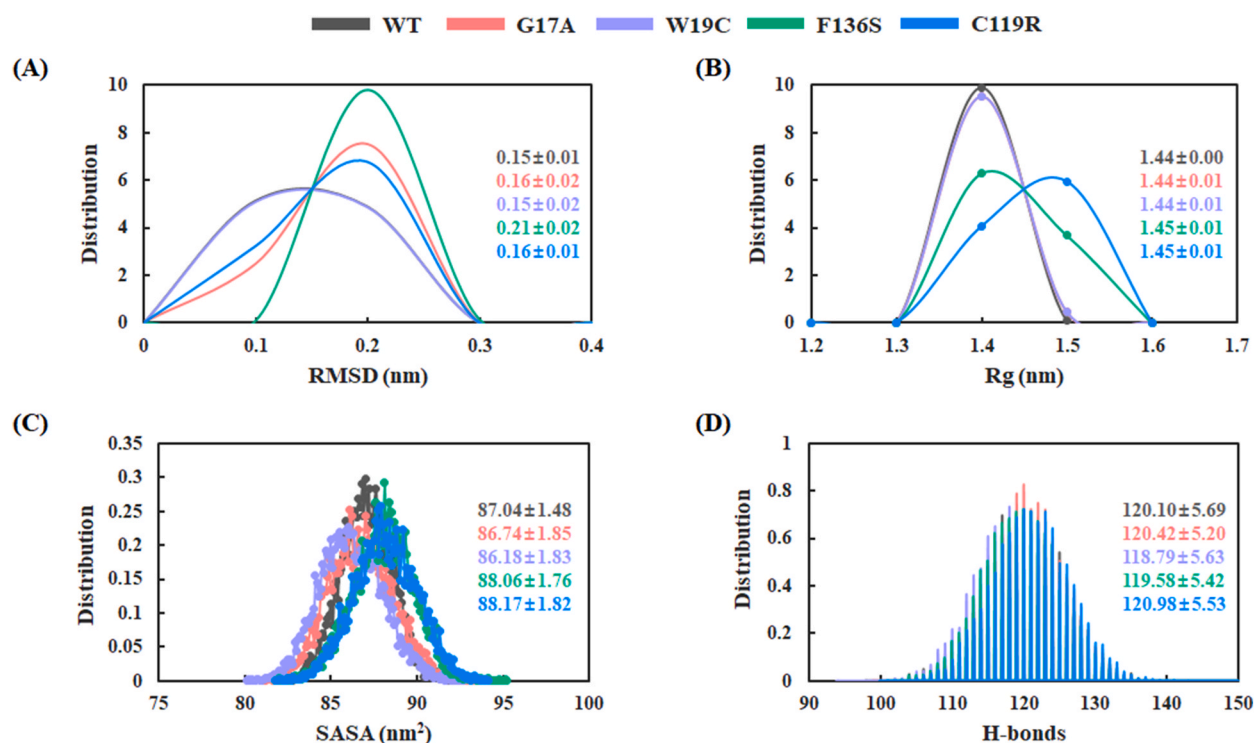 WT G17A W19C F136S C119R
(A)
Distribution
10
8
6
4
2
0
0 0.1 0.2 0.3 0.4
RMSD (nm)
0.15±0.01
0.16±0.02
0.15±0.02
0.21±0.02
0.16±0.01
(B)
Distribution
10
8
6
4
2
0
1.2 1.3 1.4 1.5 1.6 1.7
Rg (nm)
1.44±0.00
1.44±0.01
1.44±0.01
1.45±0.01
1.45±0.01
(C)
Distribution
0.35
0.3
0.25
0.2
0.15
0.1
0.05
0
75 80 85 90 95 100
SASA (nm²)
87.04±1.48
86.74±1.85
86.18±1.83
88.06±1.76
88.17±1.82
(D)
Distribution
1
0.8
0.6
0.4
0.2
0
90 100 110 120 130 140 150
H-bonds
120.10±5.69
120.42±5.20
118.79±5.63
119.58±5.42
120.98±5.53